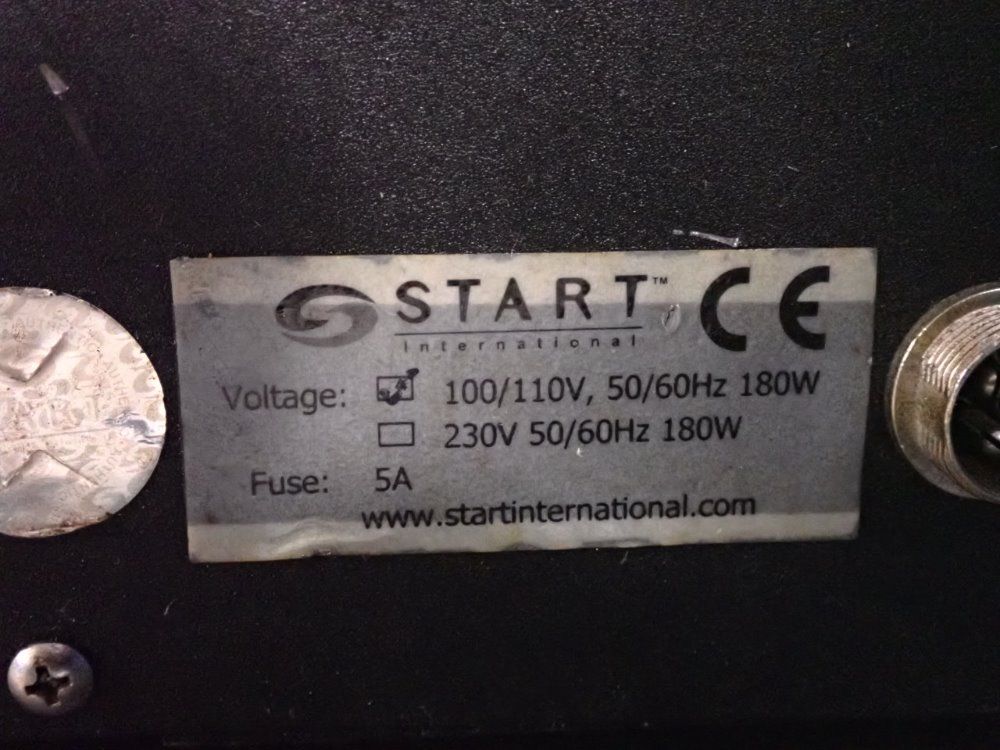 START™ CE
International
Voltage: 100/110V, 50/60Hz 180W
230V 50/60Hz 180W
Fuse: 5A
www.startinternational.com